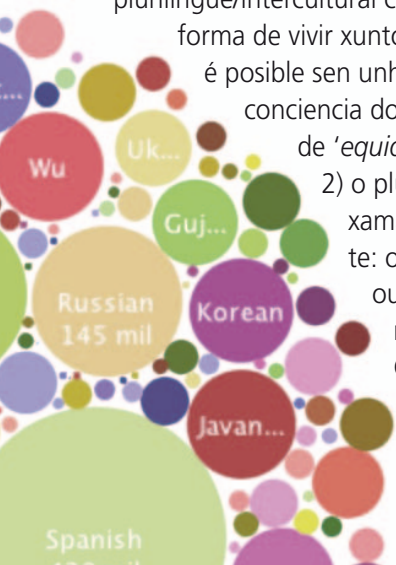 plurilingüe/intercultural
forma de vivir xunto
é posible sen unh
conciencia do
de ‘equi
2) o pl
xam
te: o
ou
Wu
Uk...
Guj...
Russian
145 mil
Korean
Javan...
Spanish